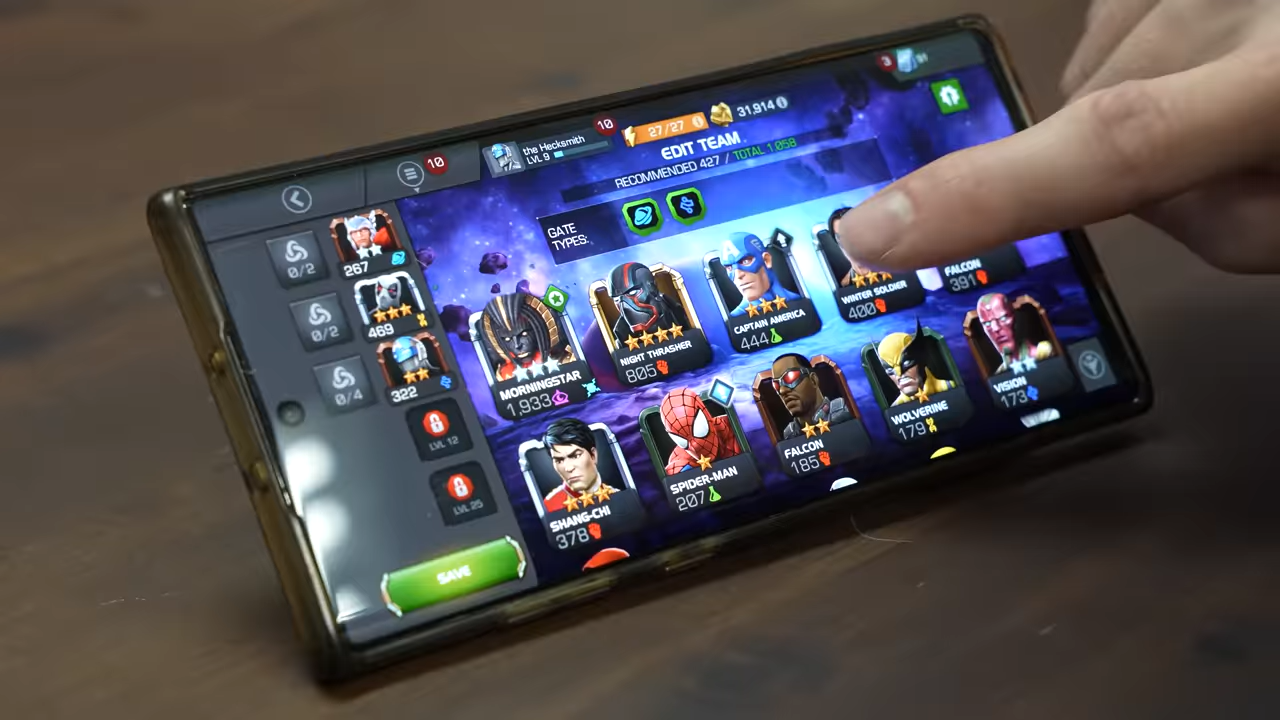 10
10
the Hecksmith
LVL 9
27/27
31,914
3
91
EDIT TEAM
RECOMMENDED 427 / TOTAL 1,058
GATE
TYPES:
0/2
267
0/2
469
0/4
322
LVL 12
LVL 25
SAVE
MORNINGSTAR
1,933
NIGHT THRASHER
805
CAPTAIN AMERICA
444
WINTER SOLDIER
400
FALCON
391
SHANG-CHI
378
SPIDER-MAN
207
FALCON
185
WOLVERINE
179
VISION
173